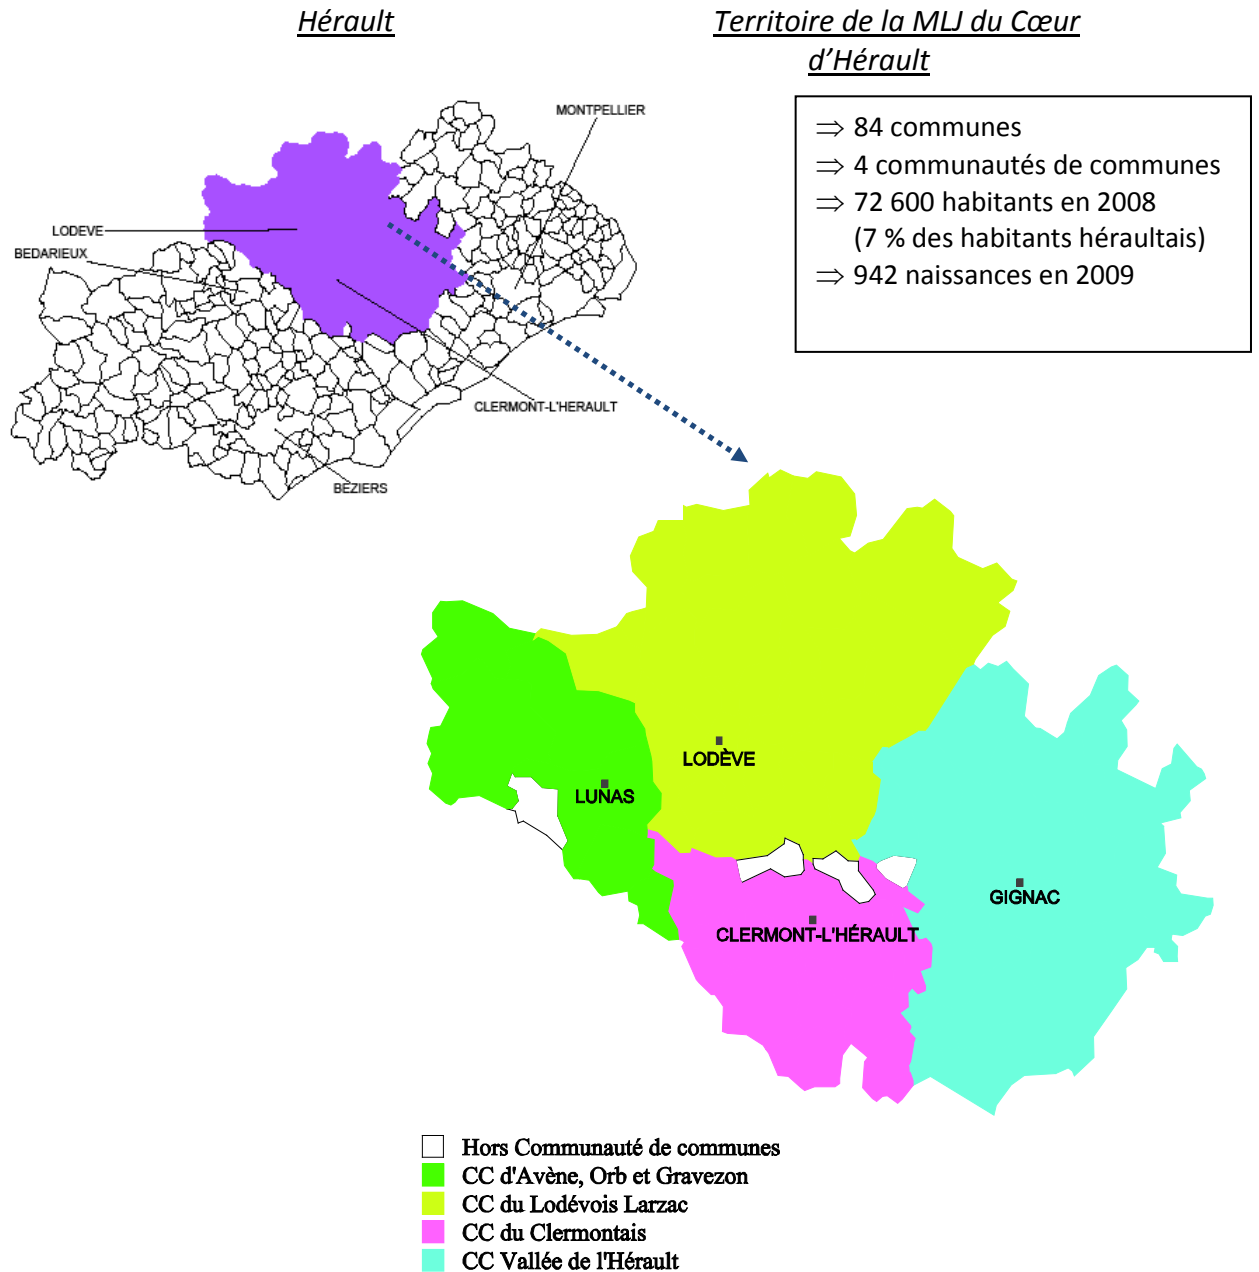 Hérault
Territoire de la MLJ du Cœur
d'Hérault
⇒ 84 communes
⇒ 4 communautés de communes
⇒ 72 600 habitants en 2008
(7 % des habitants héraultais)
⇒ 942 naissances en 2009
MONTPELLIER
LODEVE
BEDARIEUX
CLERMONT-L'HERAULT
BEZIERS
LODÈVE
LUNAS
GIGNAC
CLERMONT-L'HÉRAULT
Hors Communauté de communes
CC d'Avène, Orb et Gravezon
CC du Lodévois Larzac
CC du Clermontais
CC Vallée de l'Hérault